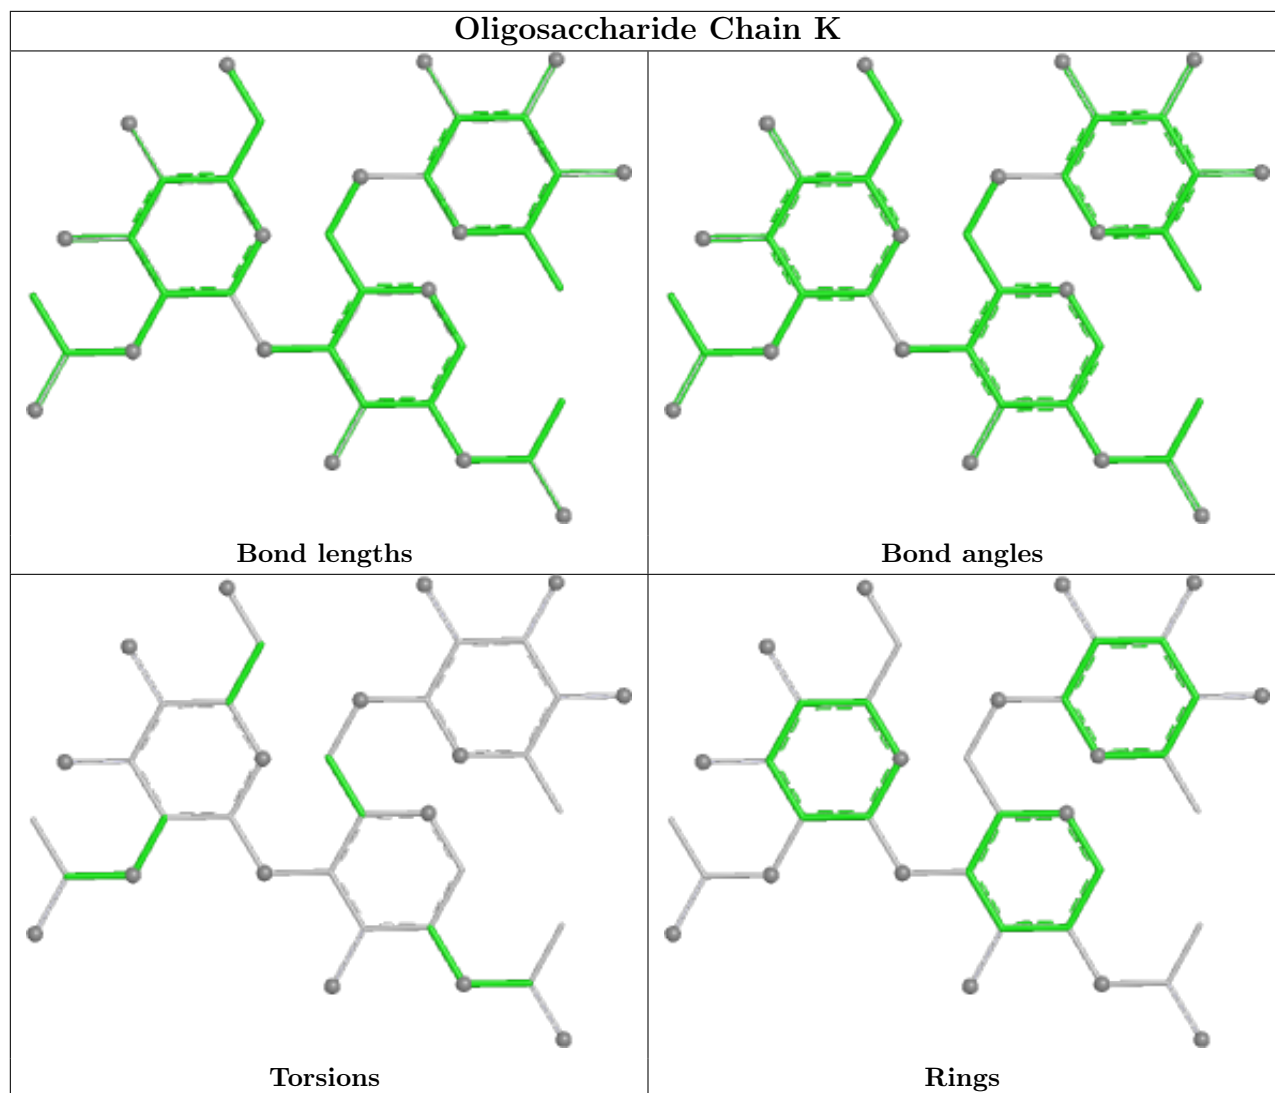 Oligosaccharide Chain K
Bond lengths
Bond angles
Torsions
Rings